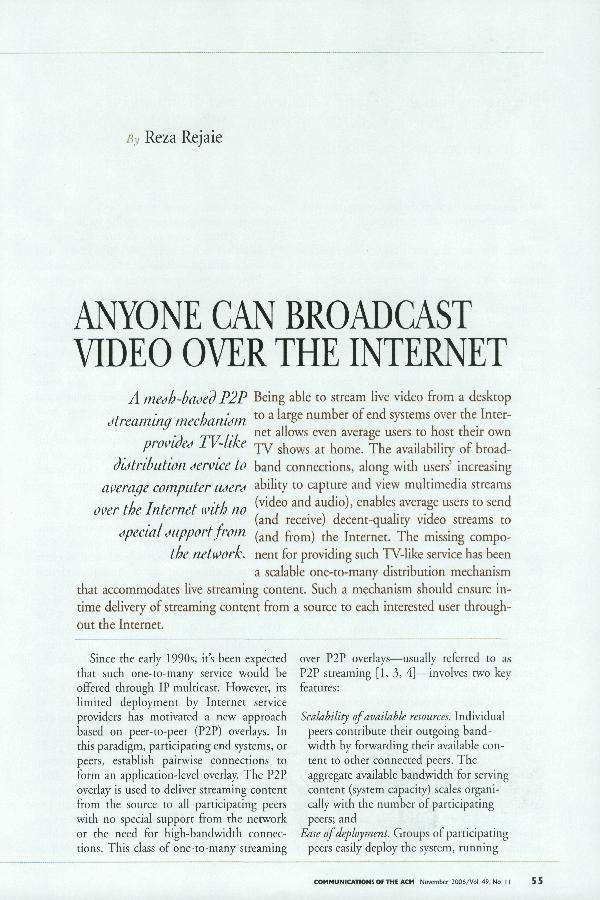 By Reza Rejaie
ANYONE CAN BROADCAST
VIDEO OVER THE INTERNET
A mesh-based P2P
streaming mechanism
provides TV-like
distribution service to
average computer users
over the Internet with no
special support from
the network.
Being able to stream live video from a desktop
to a large number of end systems over the Inter-
net allows even average users to host their own
TV shows at home. The availability of broad-
band connections, along with users' increasing
ability to capture and view multimedia streams
(video and audio), enables average users to send
(and receive) decent-quality video streams to
(and from) the Internet. The missing compo-
nent for providing such TV-like service has been
a scalable one-to-many distribution mechanism
that accommodates live streaming content. Such a mechanism should ensure in-
time delivery of streaming content from a source to each interested user through-
out the Internet.
Since the early 1990s, it's been expected
that such one-to-many service would be
offered through IP multicast. However, its
limited deployment by Internet service
providers has motivated a new approach
based on peer-to-peer (P2P) overlays. In
this paradigm, participating end systems, or
peers, establish pairwise connections to
form an application-level overlay. The P2P
overlay is used to deliver streaming content
from the source to all participating peers
with no special support from the network
or the need for high-bandwidth connec-
tions. This class of one-to-many streaming
over P2P overlays—usually referred to as
P2P streaming [1, 3, 4]—involves two key
features:
Scalability of available resources. Individual
peers contribute their outgoing band-
width by forwarding their available con-
tent to other connected peers. The
aggregate available bandwidth for serving
content (system capacity) scales organi-
cally with the number of participating
peers; and
Ease of deployment. Groups of participating
peers easily deploy the system, running
COMMUNICATIONS OF THE ACM November 2006/Vol. 49, No. 11 55